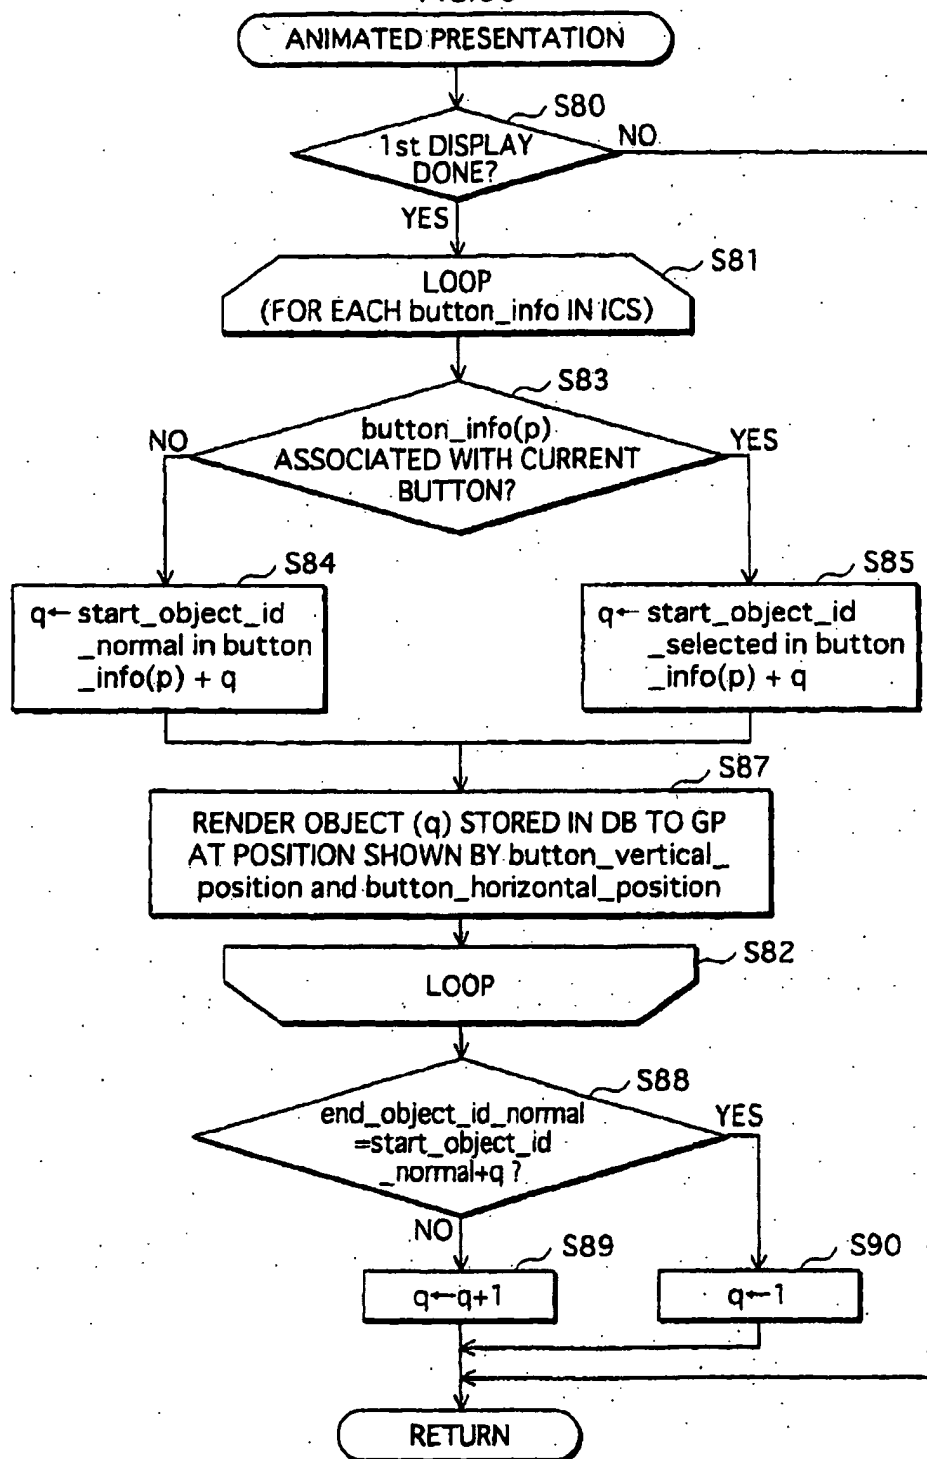 ANIMATED PRESENTATION
S80
1st DISPLAY
DONE?
NO
YES
S81
LOOP
(FOR EACH button_info IN ICS)
S83
button_info(p)
ASSOCIATED WITH CURRENT
BUTTON?
NO
YES
S84
q← start_object_id
_normal in button
_info(p) + q
S85
q← start_object_id
_selected in button
_info(p) + q
S87
RENDER OBJECT (q) STORED IN DB TO GP
AT POSITION SHOWN BY button_vertical_
position and button_horizontal_position
S82
LOOP
S88
end_object_id_normal
=start_object_id
_normal+q ?
YES
NO
S89
q←q+1
S90
q←1
RETURN